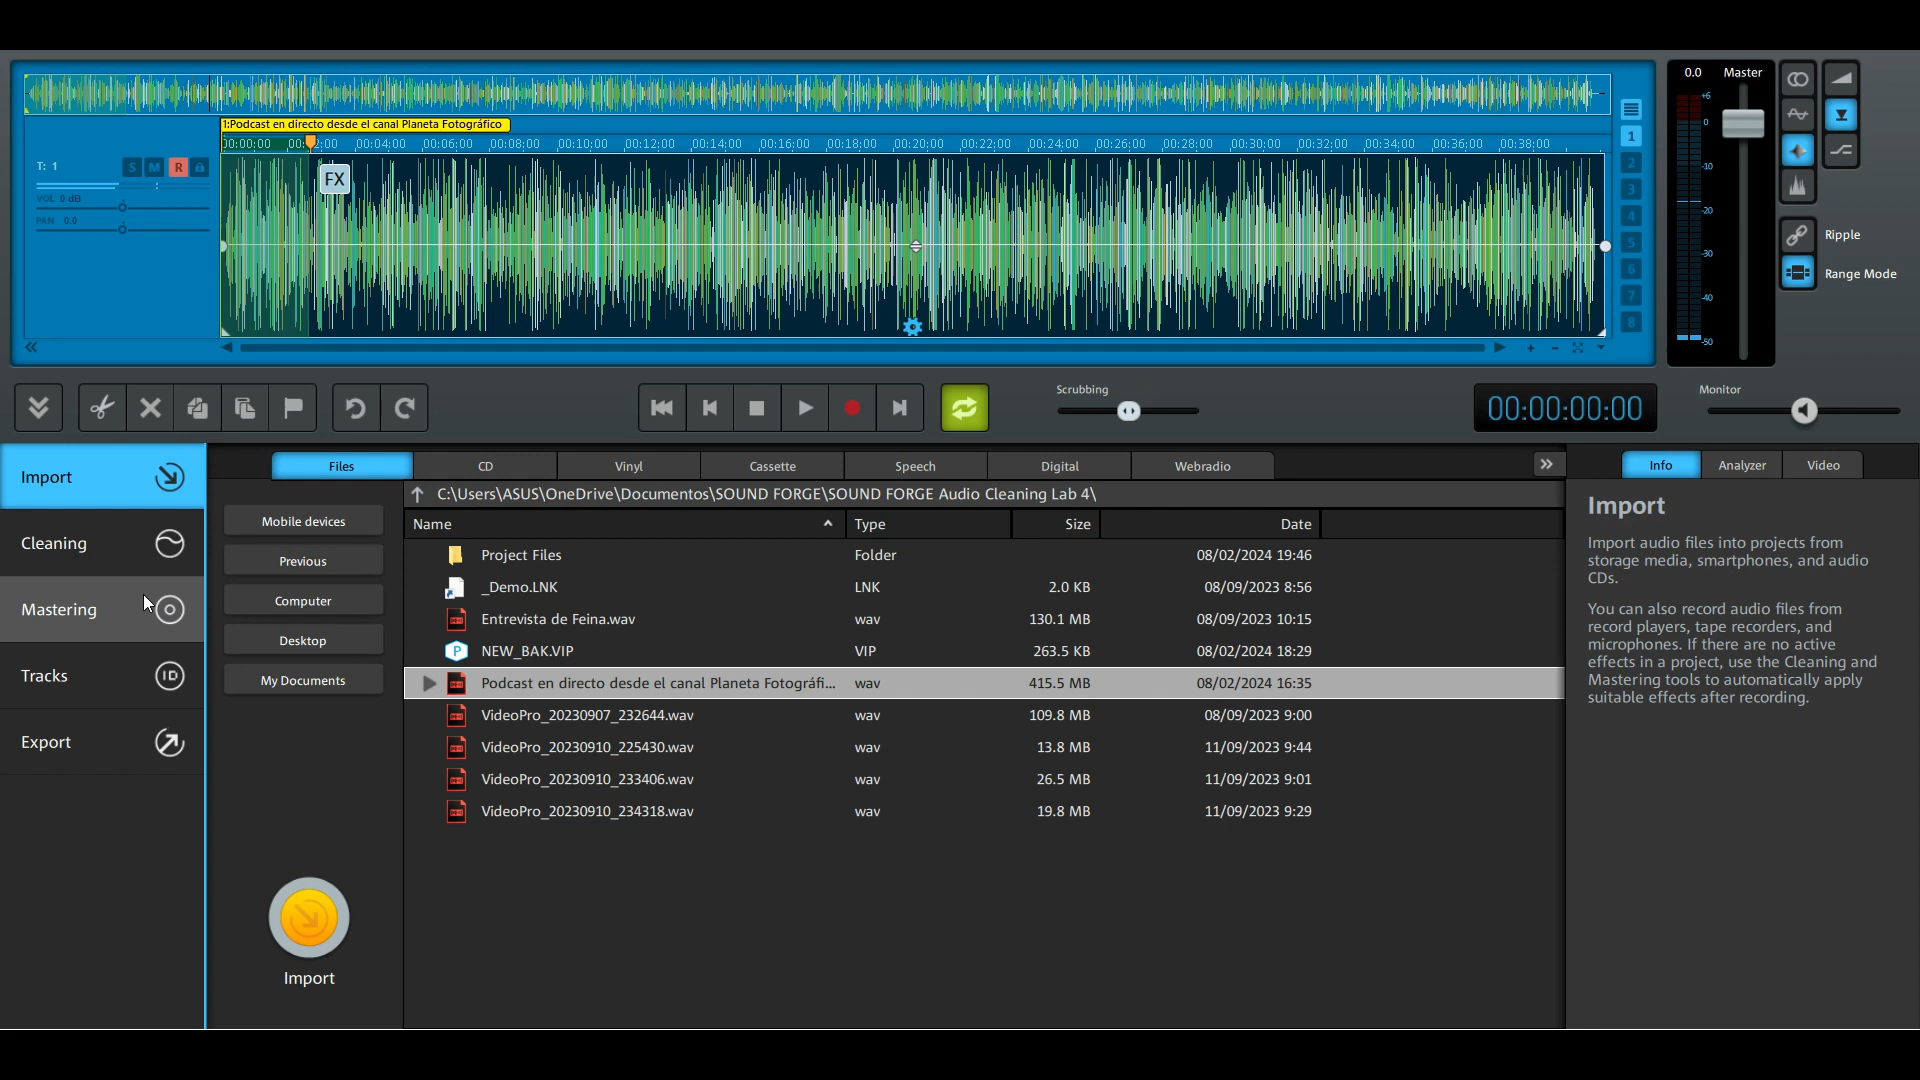 0.0 Master
+6
0
-10
-20
-30
-40
-50
1:Podcast en directo desde el canal Planeta Fotográfico
00:00:00 00:04:00 00:06:00 00:08:00 00:10:00 00:12:00 00:14:00 00:16:00 00:18:00 00:20:00 00:22:00 00:24:00 00:26:00 00:28:00 00:30:00 00:32:00 00:34:00 00:36:00 00:38:00
T: 1 S M R
VOL 0 dB
PAN 0.0
FX
1
2
3
4
5
6
7
8
Ripple
Range Mode
Scrubbing
00:00:00:00
Monitor
Import
Cleaning
Mastering
Tracks
ID
Export
Files CD Vinyl Cassette Speech Digital Webradio
Mobile devices
Previous
Computer
Desktop
My Documents
Import
C:\Users\ASUS\OneDrive\Documentos\SOUND FORGE\SOUND FORGE Audio Cleaning Lab 4\
Name Type Size Date
Project Files Folder 08/02/2024 19:46
_Demo.LNK LNK 2.0 KB 08/09/2023 8:56
Entrevista de Feina.wav wav 130.1 MB 08/09/2023 10:15
P NEW_BAK.VIP VIP 263.5 KB 08/02/2024 18:29
Podcast en directo desde el canal Planeta Fotográfi... wav 415.5 MB 08/02/2024 16:35
VideoPro_20230907_232644.wav wav 109.8 MB 08/09/2023 9:00
VideoPro_20230910_225430.wav wav 13.8 MB 11/09/2023 9:44
VideoPro_20230910_233406.wav wav 26.5 MB 11/09/2023 9:01
VideoPro_20230910_234318.wav wav 19.8 MB 11/09/2023 9:29
Info Analyzer Video
Import
Import audio files into projects from
storage media, smartphones, and audio
CDs.
You can also record audio files from
record players, tape recorders, and
microphones. If there are no active
effects in a project, use the Cleaning and
Mastering tools to automatically apply
suitable effects after recording.